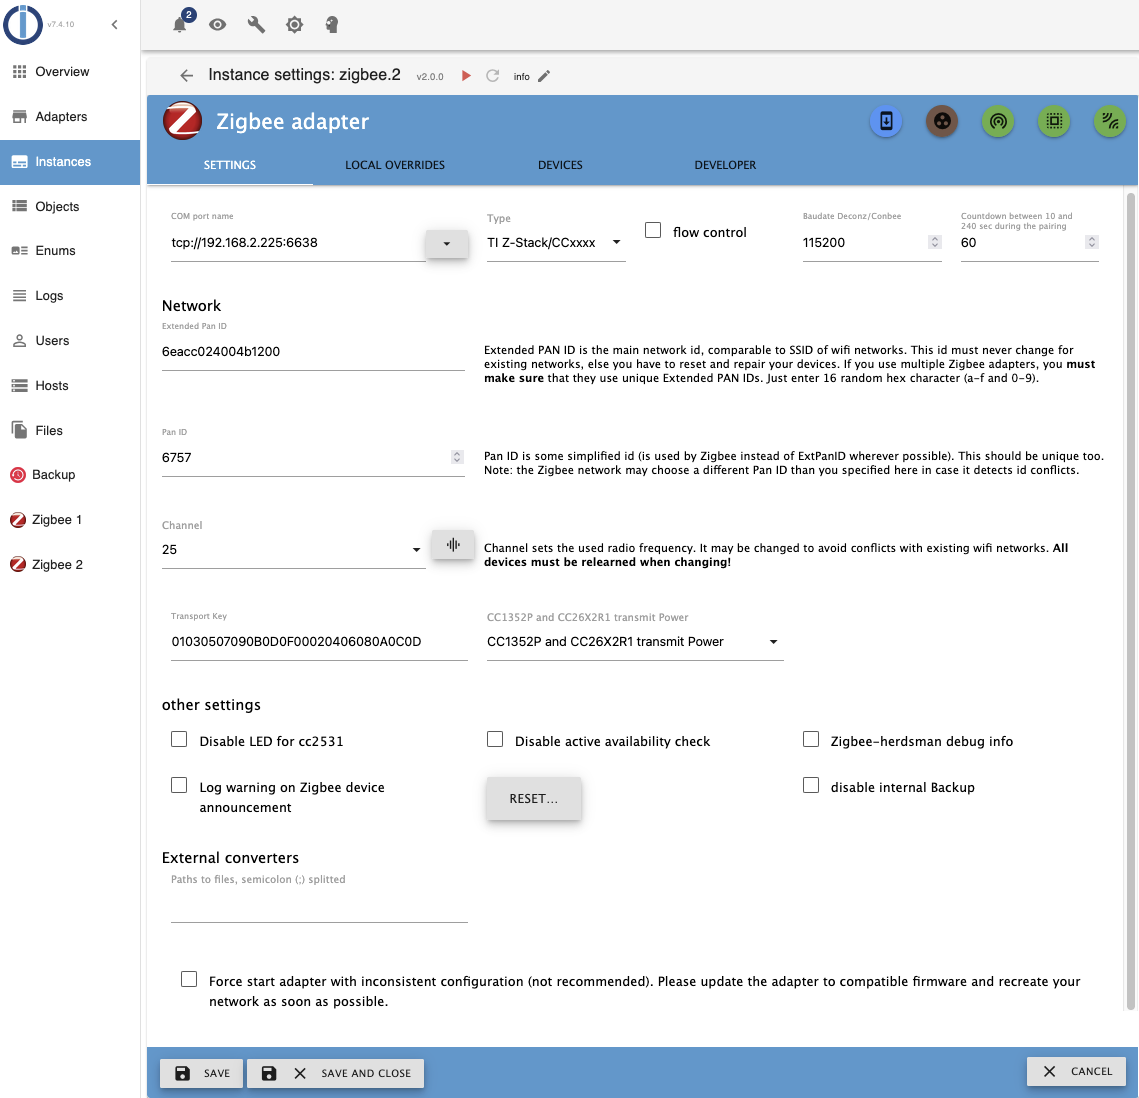 v7.4.10
2
Overview
Adapters
Instances
Objects
Enums
Logs
Users
Hosts
Files
Backup
Zigbee 1
Zigbee 2
Instance settings: zigbee.2 v2.0.0 info
Zigbee adapter
SETTINGS LOCAL OVERRIDES DEVICES DEVELOPER
COM port name
tcp://192.168.2.225:6638
Type
TI Z-Stack/CCxxxx
flow control
Baudate Deconz/Conbee
115200
Countdown between 10 and
240 sec during the pairing
60
Network
Extended Pan ID
6eacc024004b1200
Extended PAN ID is the main network id, comparable to SSID of wifi networks. This id must never change for
existing networks, else you have to reset and repair your devices. If you use multiple Zigbee adapters, you must
make sure that they use unique Extended PAN IDs. Just enter 16 random hex character (a-f and 0-9).
Pan ID
6757
Pan ID is some simplified id (is used by Zigbee instead of ExtPanID wherever possible). This should be unique too.
Note: the Zigbee network may choose a different Pan ID than you specified here in case it detects id conflicts.
Channel
25
Channel sets the used radio frequency. It may be changed to avoid conflicts with existing wifi networks. All
devices must be relearned when changing!
Transport Key
01030507090B0D0F00020406080A0C0D
CC1352P and CC26X2R1 transmit Power
CC1352P and CC26X2R1 transmit Power
other settings
Disable LED for cc2531
Disable active availability check
Zigbee-herdsman debug info
Log warning on Zigbee device
announcement
RESET...
disable internal Backup
External converters
Paths to files, semicolon (;) splitted
Force start adapter with inconsistent configuration (not recommended). Please update the adapter to compatible firmware and recreate your
network as soon as possible.
SAVE SAVE AND CLOSE CANCEL